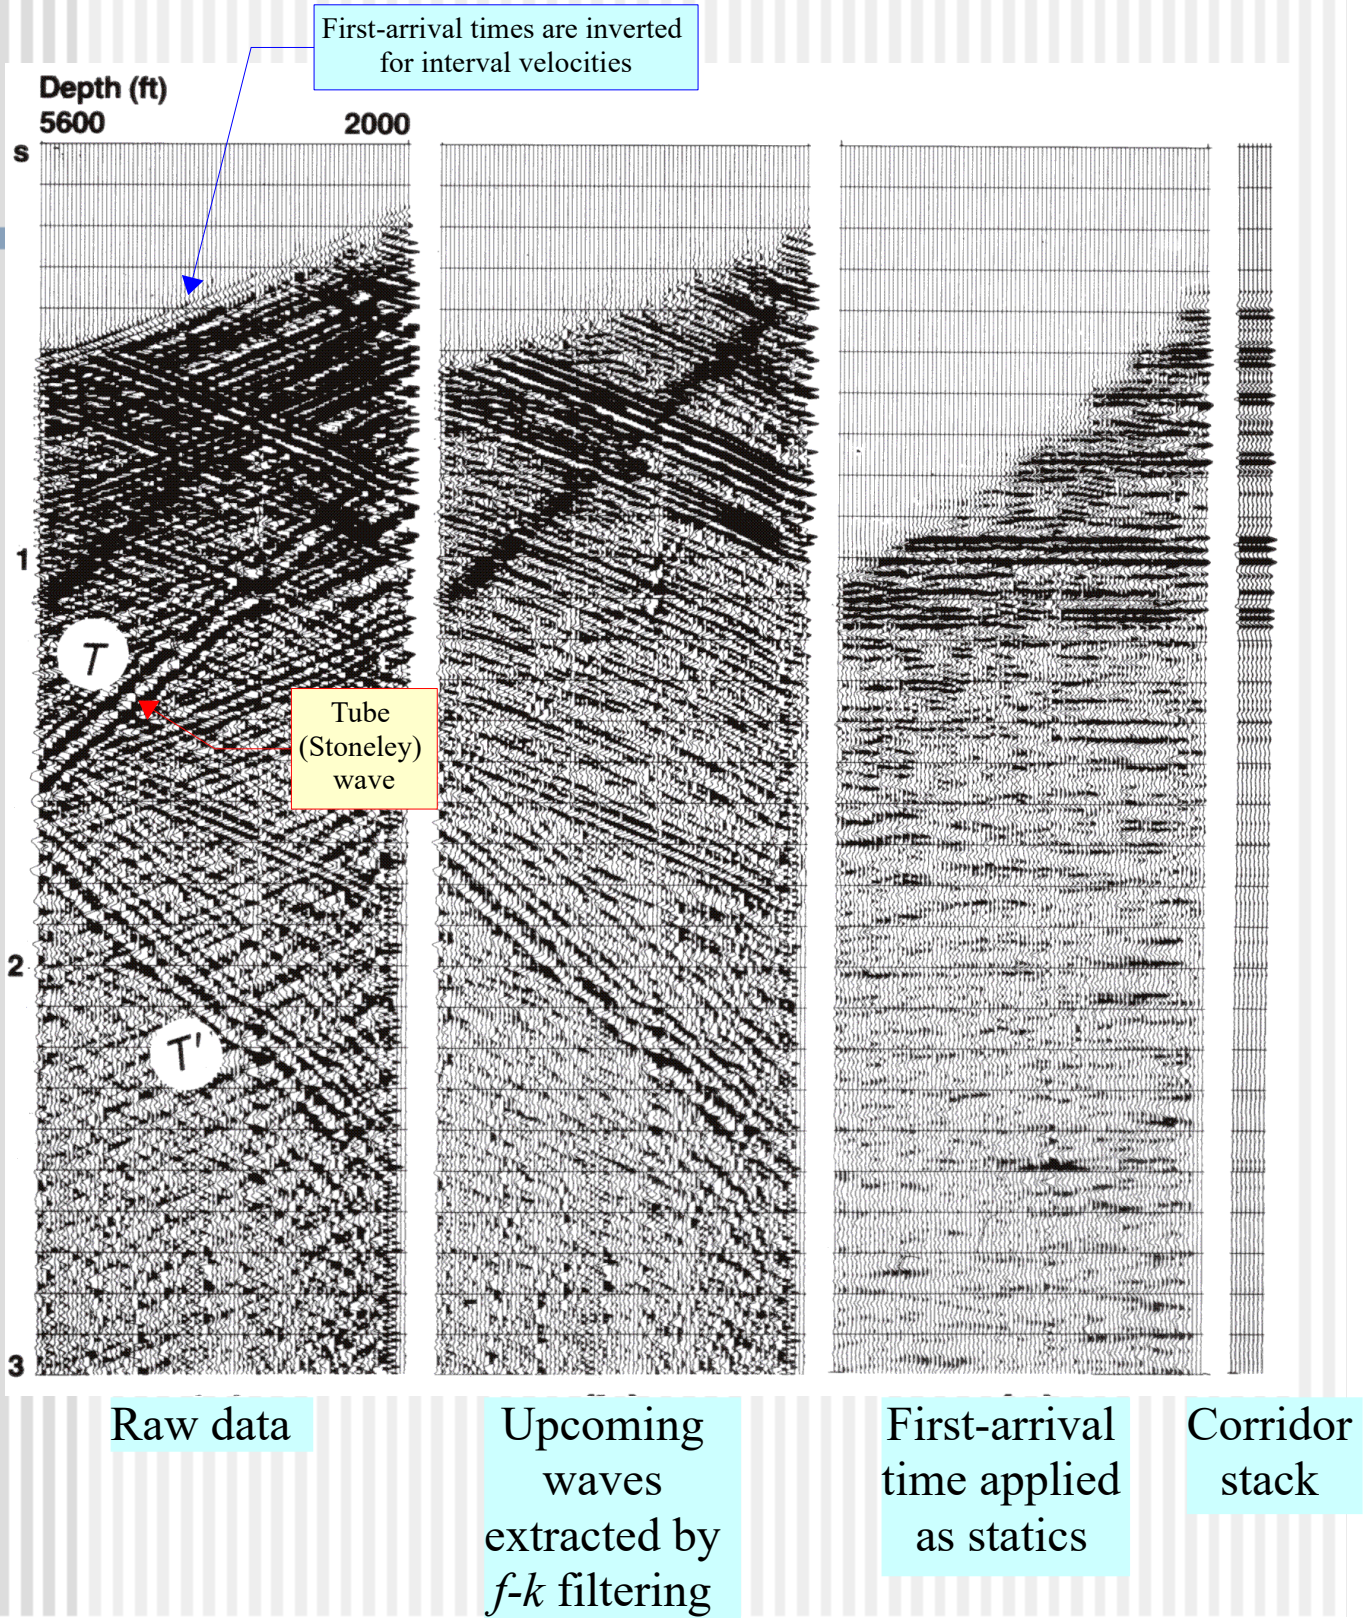 First-arrival times are inverted
for interval velocities
Depth (ft)
5600 2000
s
1
T
Tube
(Stoneley)
wave
2
T'
3
Raw data
Upcoming
waves
extracted by
f-k filtering
First-arrival
time applied
as statics
Corridor
stack